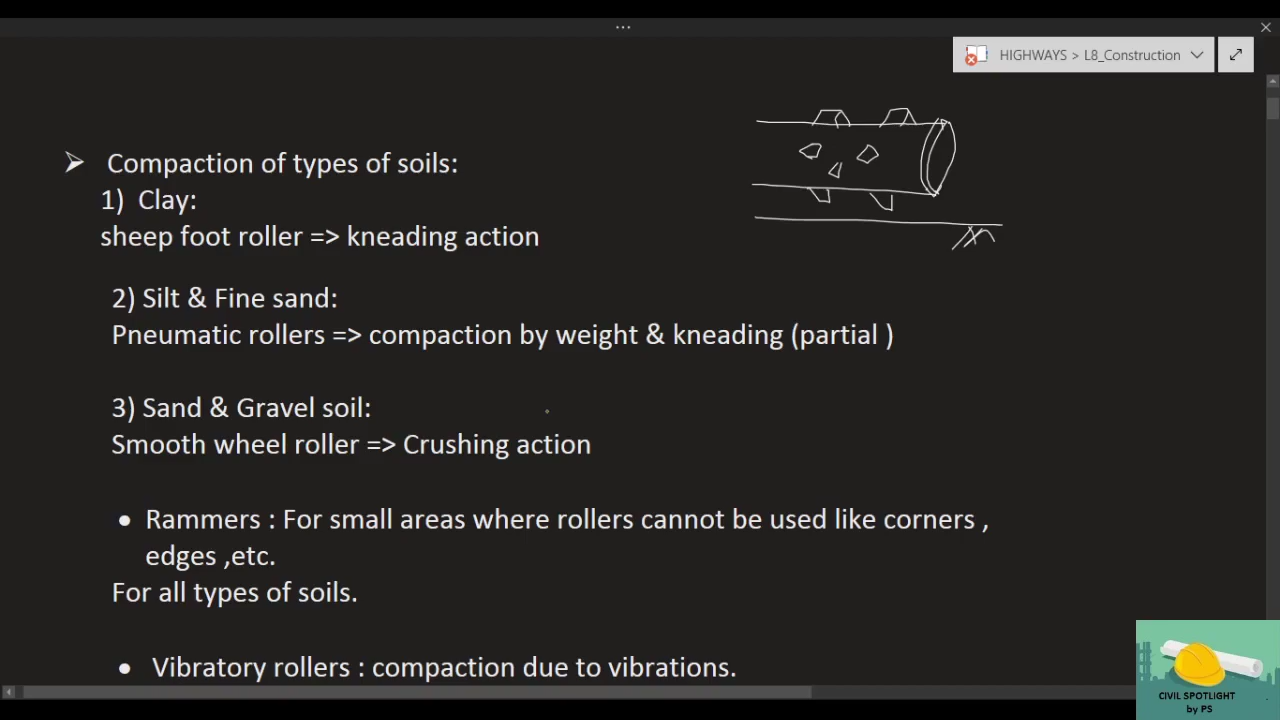 HIGHWAYS > L8_Construction
➢ Compaction of types of soils:
1) Clay:
sheep foot roller => kneading action
2) Silt & Fine sand:
Pneumatic rollers => compaction by weight & kneading (partial )
3) Sand & Gravel soil:
Smooth wheel roller => Crushing action
• Rammers : For small areas where rollers cannot be used like corners ,
edges ,etc.
For all types of soils.
• Vibratory rollers : compaction due to vibrations.
CIVIL SPOTLIGHT
by PS